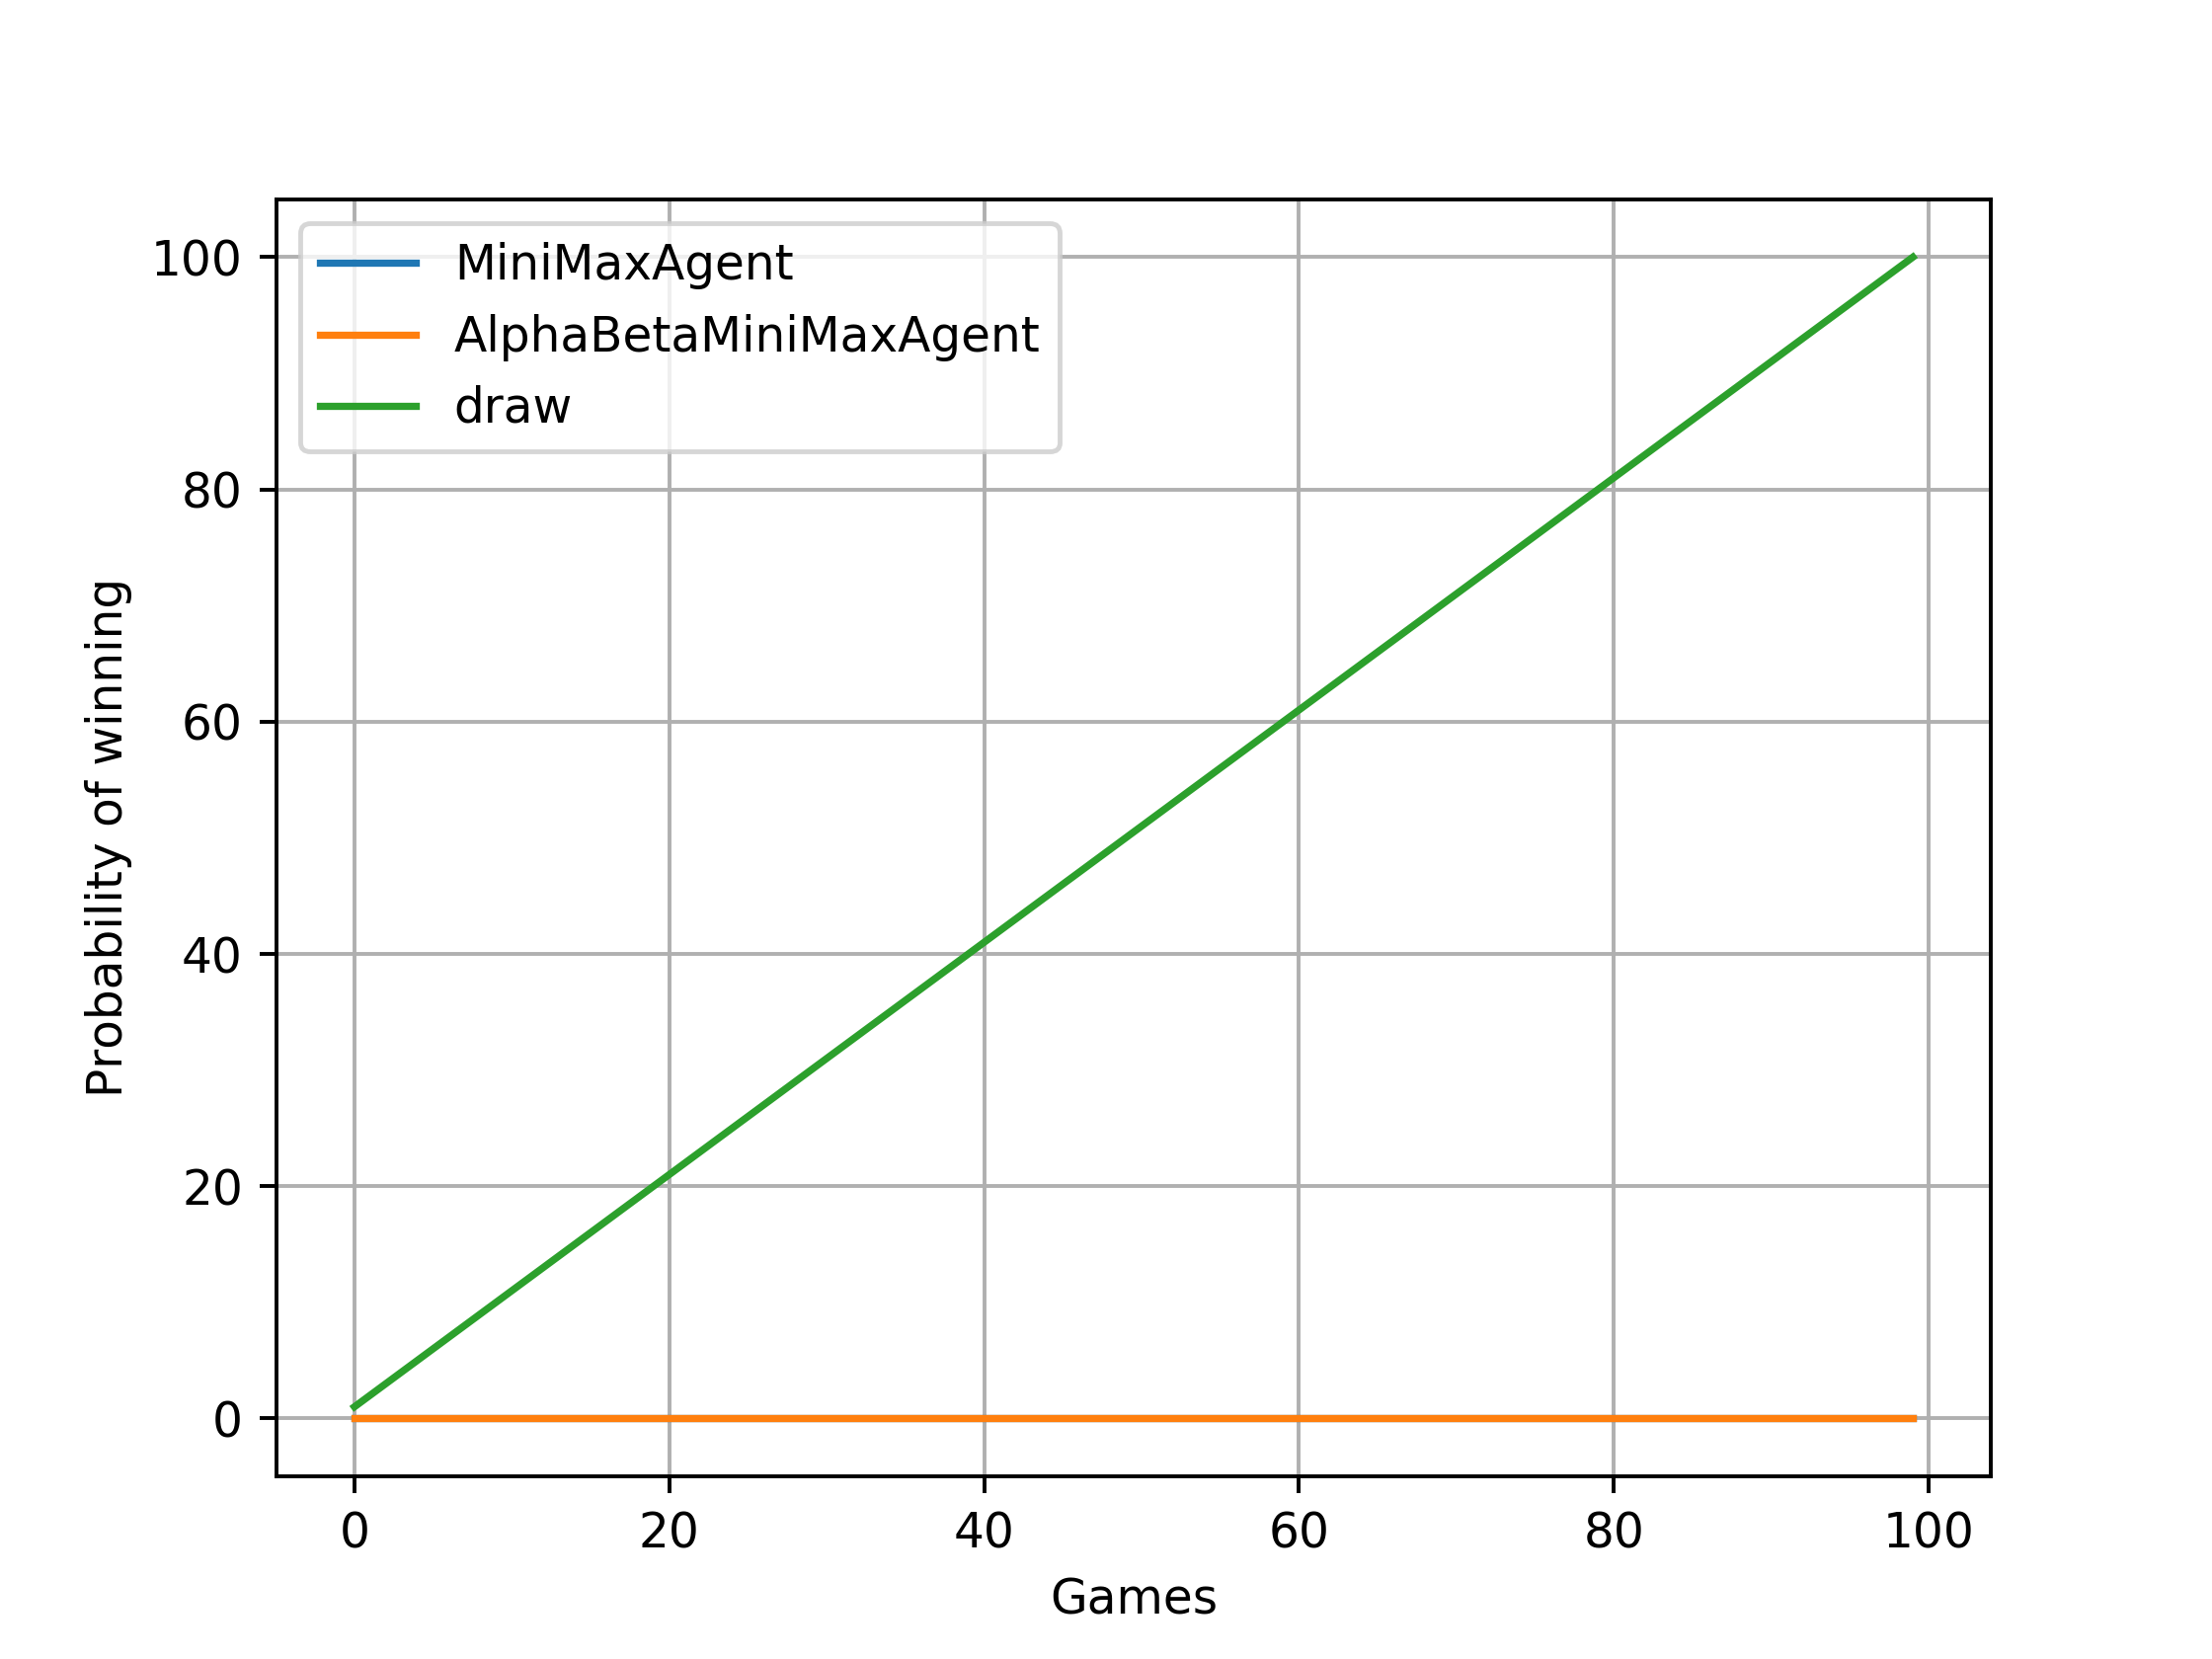 MiniMaxAgent
AlphaBetaMiniMaxAgent
draw
100
80
60
40
20
0
Probability of winning
0 20 40 60 80 100
Games